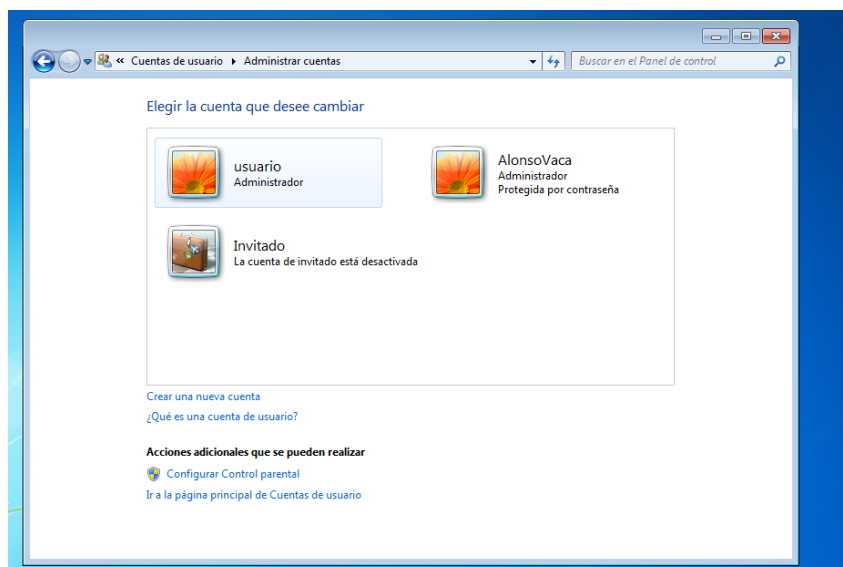 « Cuentas de usuario ▸ Administrar cuentas
Buscar en el Panel de control
Elegir la cuenta que desee cambiar
usuario
Administrador
AlonsoVaca
Administrador
Protegida por contraseña
Invitado
La cuenta de invitado está desactivada
Crear una nueva cuenta
¿Qué es una cuenta de usuario?
Acciones adicionales que se pueden realizar
Configurar Control parental
Ir a la página principal de Cuentas de usuario